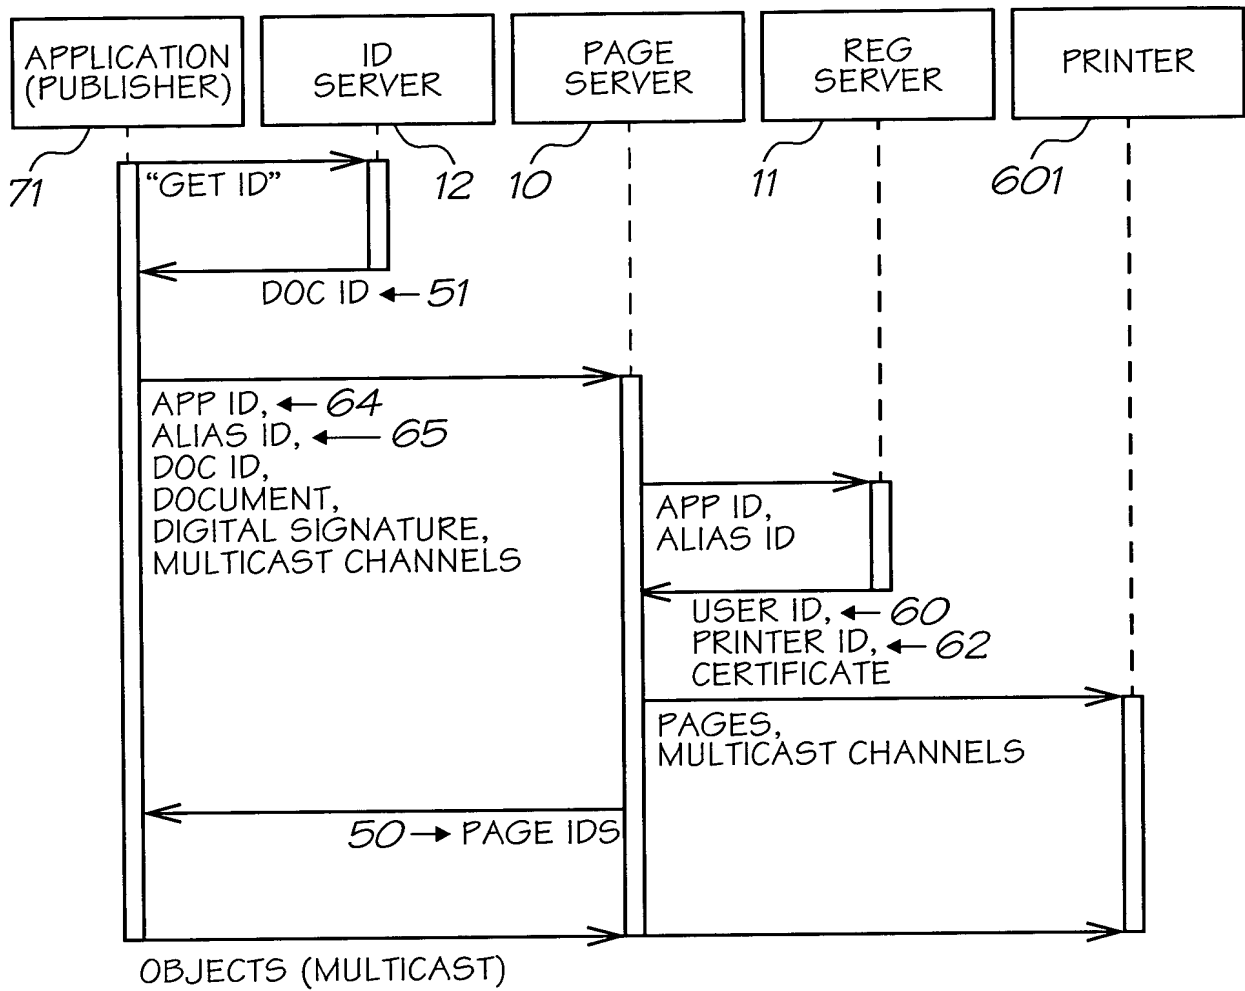 APPLICATION
(PUBLISHER)
ID
SERVER
PAGE
SERVER
REG
SERVER
PRINTER
71
12
10
11
601
“GET ID”
DOC ID 51
APP ID, 64
ALIAS ID, 65
DOC ID,
DOCUMENT,
DIGITAL SIGNATURE,
MULTICAST CHANNELS
APP ID,
ALIAS ID
USER ID, 60
PRINTER ID, 62
CERTIFICATE
PAGES,
MULTICAST CHANNELS
50 PAGE IDS
OBJECTS (MULTICAST)